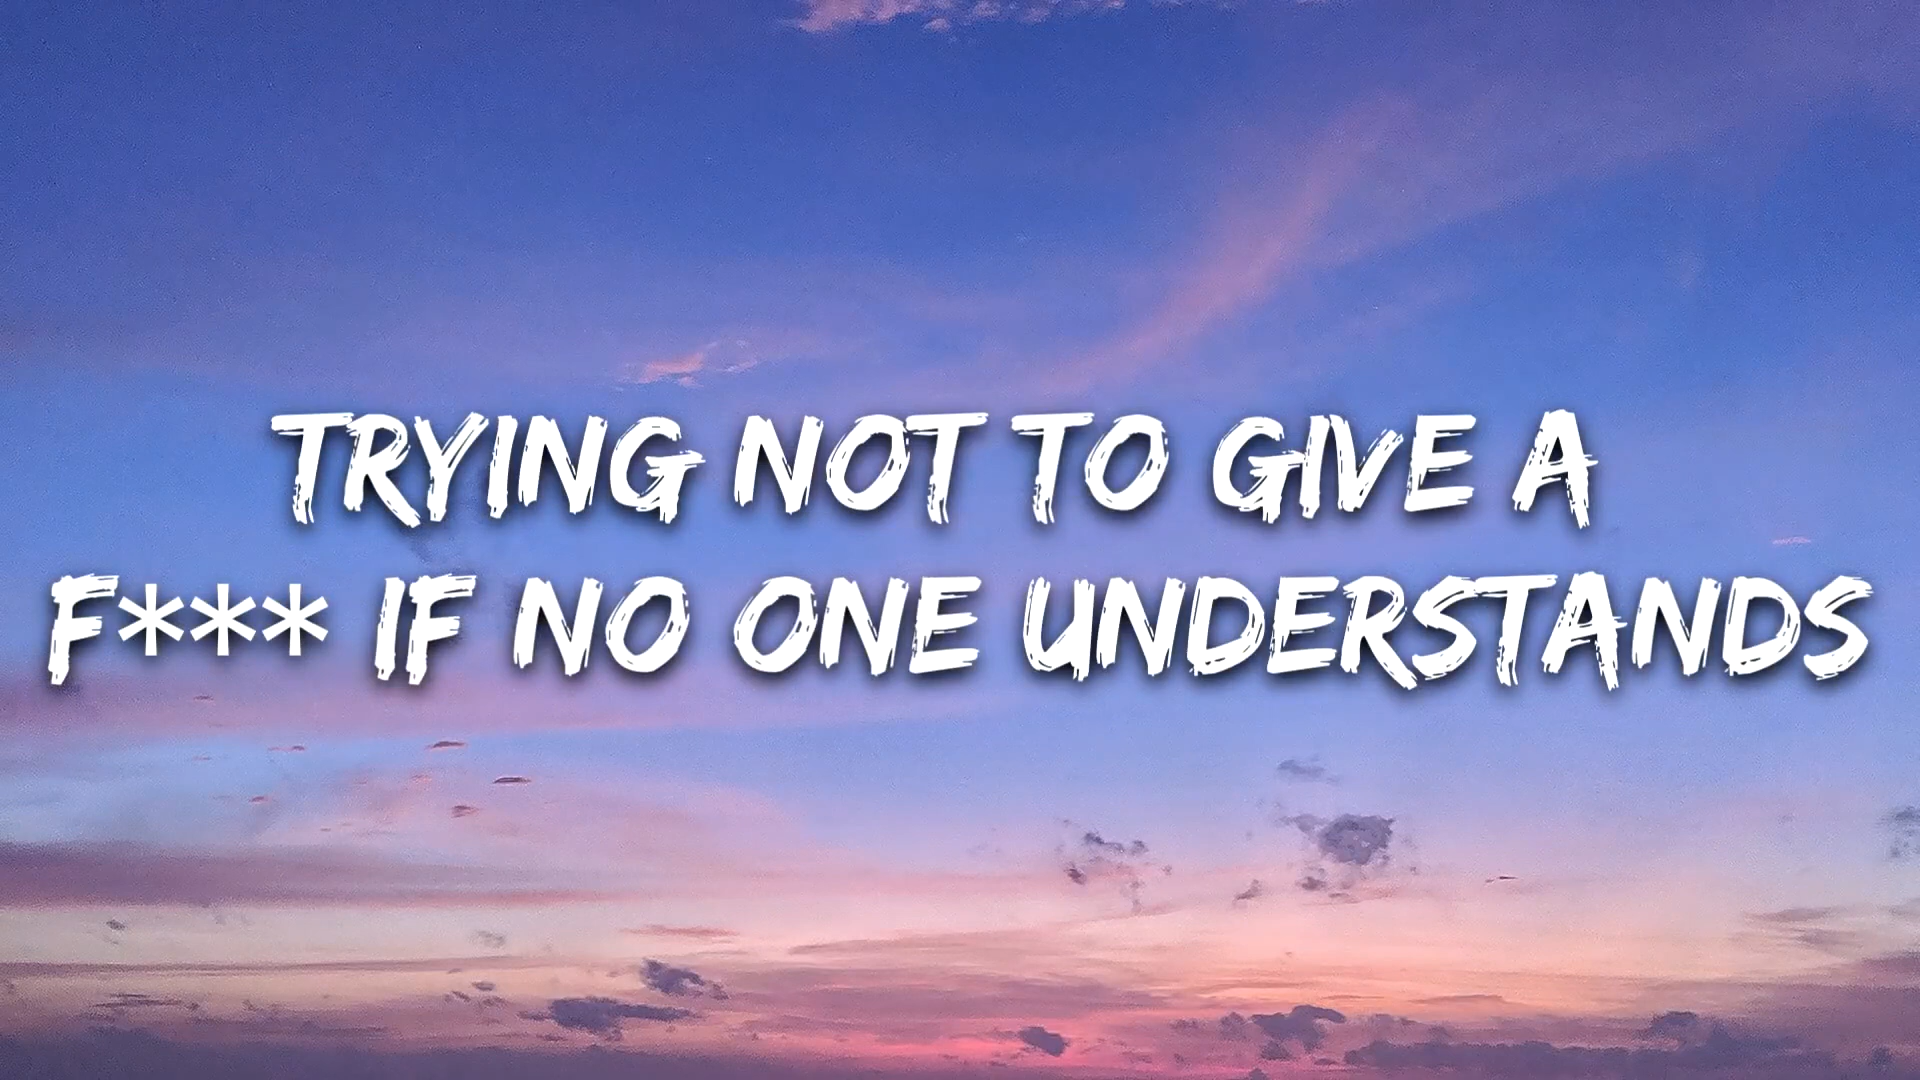 TRYING NOT TO GIVE A
F*** IF NO ONE UNDERSTANDS